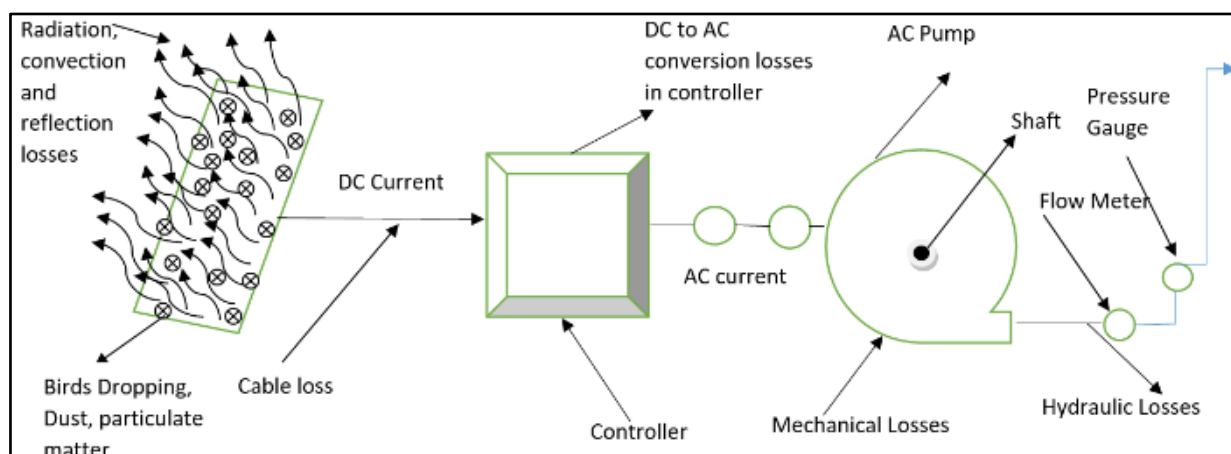 Radiation,
convection
and
reflection
losses
DC Current
DC to AC
conversion losses
in controller
AC Pump
Shaft
Pressure
Gauge
Flow Meter
AC current
Birds Dropping,
Dust, particulate
matter
Cable loss
Controller
Mechanical Losses
Hydraulic Losses